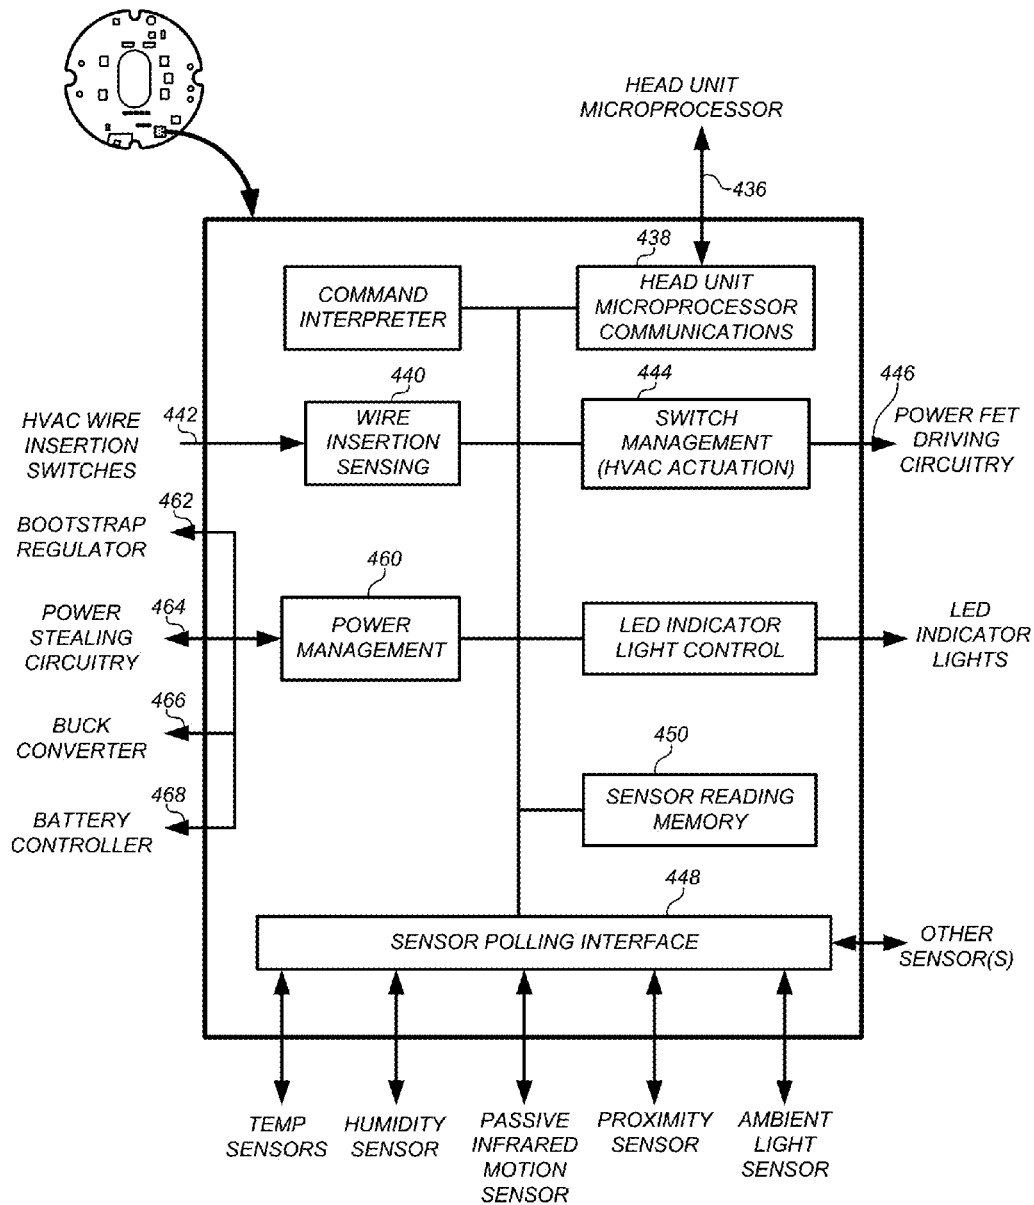 HEAD UNIT
MICROPROCESSOR
436
438
COMMAND
INTERPRETER
HEAD UNIT
MICROPROCESSOR
COMMUNICATIONS
440
444
446
HVAC WIRE
INSERTION
SWITCHES
442
WIRE
INSERTION
SENSING
SWITCH
MANAGEMENT
(HVAC ACTUATION)
POWER FET
DRIVING
CIRCUITRY
462
BOOTSTRAP
REGULATOR
460
464
POWER
STEALING
CIRCUITRY
POWER
MANAGEMENT
LED INDICATOR
LIGHT CONTROL
LED
INDICATOR
LIGHTS
466
BUCK
CONVERTER
450
SENSOR READING
MEMORY
468
BATTERY
CONTROLLER
448
SENSOR POLLING INTERFACE
OTHER
SENSOR(S)
TEMP
SENSORS
HUMIDITY
SENSOR
PASSIVE
INFRARED
MOTION
SENSOR
PROXIMITY
SENSOR
AMBIENT
LIGHT
SENSOR